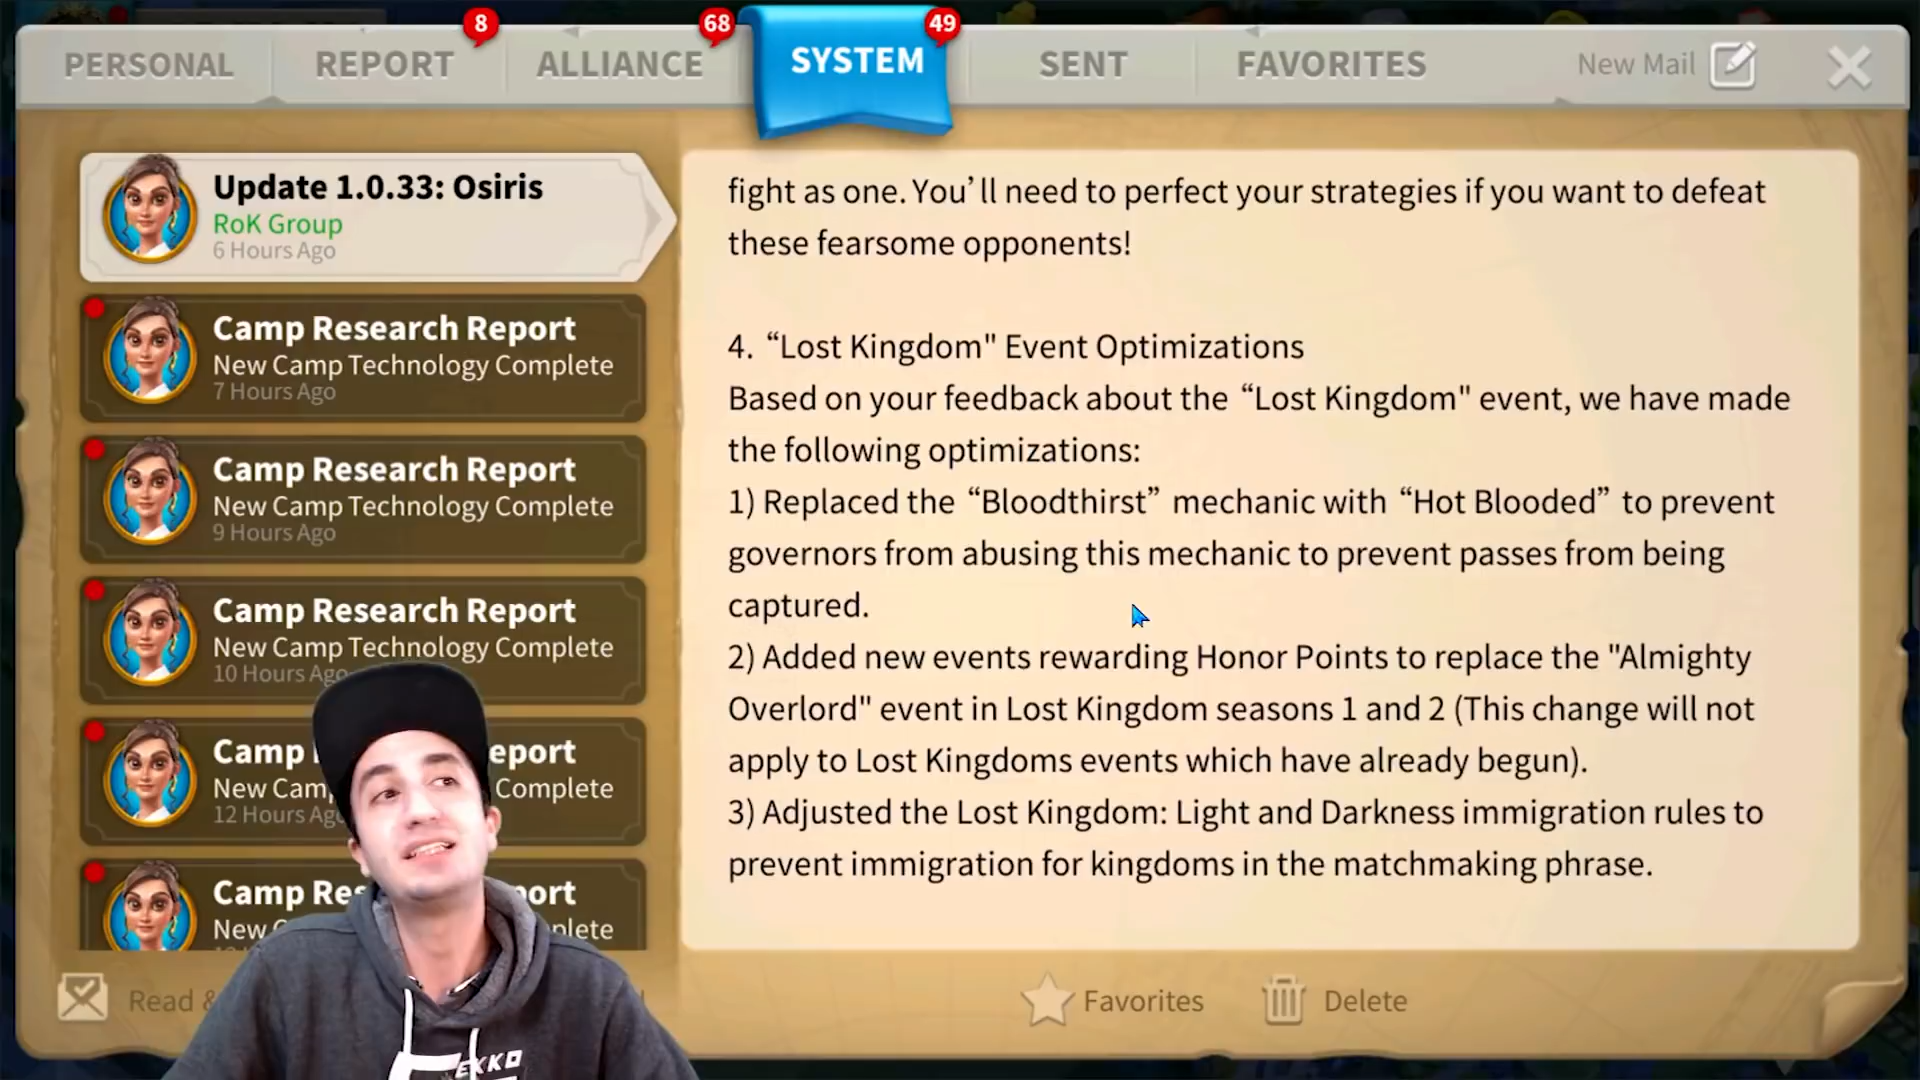 PERSONAL
REPORT
8
ALLIANCE
68
SYSTEM
49
SENT
FAVORITES
New Mail
Update 1.0.33: Osiris
RoK Group
6 Hours Ago
Camp Research Report
New Camp Technology Complete
7 Hours Ago
Camp Research Report
New Camp Technology Complete
9 Hours Ago
Camp Research Report
New Camp Technology Complete
10 Hours Ago
Camp eport
New Camp Complete
12 Hours Ago
Camp Res port
New plete
fight as one. You’ll need to perfect your strategies if you want to defeat
these fearsome opponents!
4. “Lost Kingdom" Event Optimizations
Based on your feedback about the “Lost Kingdom" event, we have made
the following optimizations:
1) Replaced the “Bloodthirst” mechanic with “Hot Blooded” to prevent
governors from abusing this mechanic to prevent passes from being
captured.
2) Added new events rewarding Honor Points to replace the "Almighty
Overlord" event in Lost Kingdom seasons 1 and 2 (This change will not
apply to Lost Kingdoms events which have already begun).
3) Adjusted the Lost Kingdom: Light and Darkness immigration rules to
prevent immigration for kingdoms in the matchmaking phrase.
Read &
Favorites
Delete
EKKO